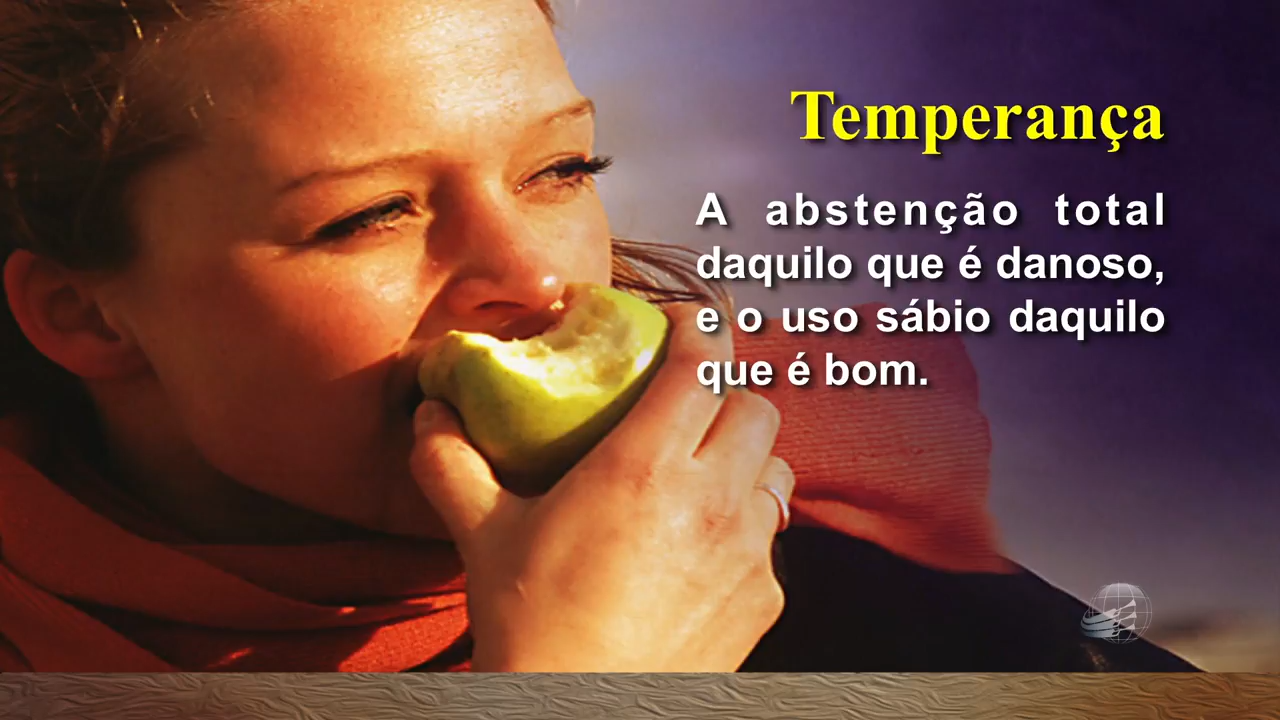 Temperança
A abstenção total
daquilo que é danoso,
e o uso sábio daquilo
que é bom.